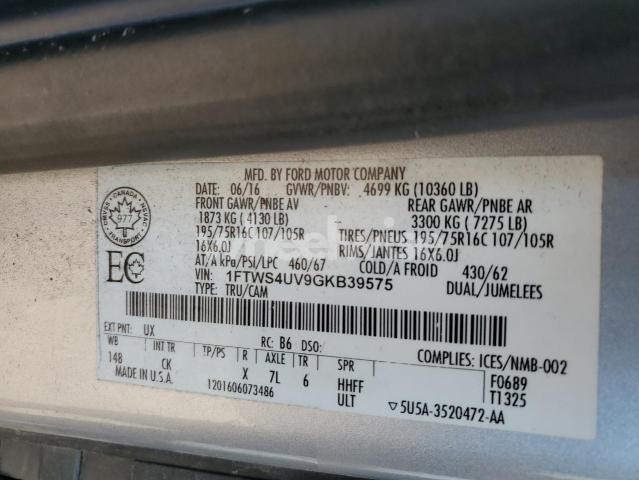 MFD. BY FORD MOTOR COMPANY
DATE: 06/16 GVWR/PNBV: 4699 KG (10360 LB)
FRONT GAWR/PNBE AV REAR GAWR/PNBE AR
1873 KG ( 4130 LB) 3300 KG ( 7275 LB)
195/75R16C 107/105R TIRES/PNEUS 195/75R16C 107/105R
16X6.0J RIMS/JANTES 16X6.0J
AT/A kPa/PSI/LPC 460/67 COLD/A FROID 430/62
VIN: 1FTWS4UV9GKB39575 DUAL/JUMELEES
TYPE: TRU/CAM
CANADA
977
TRANSPORT
EC
EXT PNT: UX RC: B6 DSO: COMPLIES: ICES/NMB-002
WB INT TR TP/PS R AXLE TR SPR F0689
148 CK X 7L 6 HHFF T1325
MADE IN U.S.A. 1201606073486 ULT ▽5U5A-3520472-AA